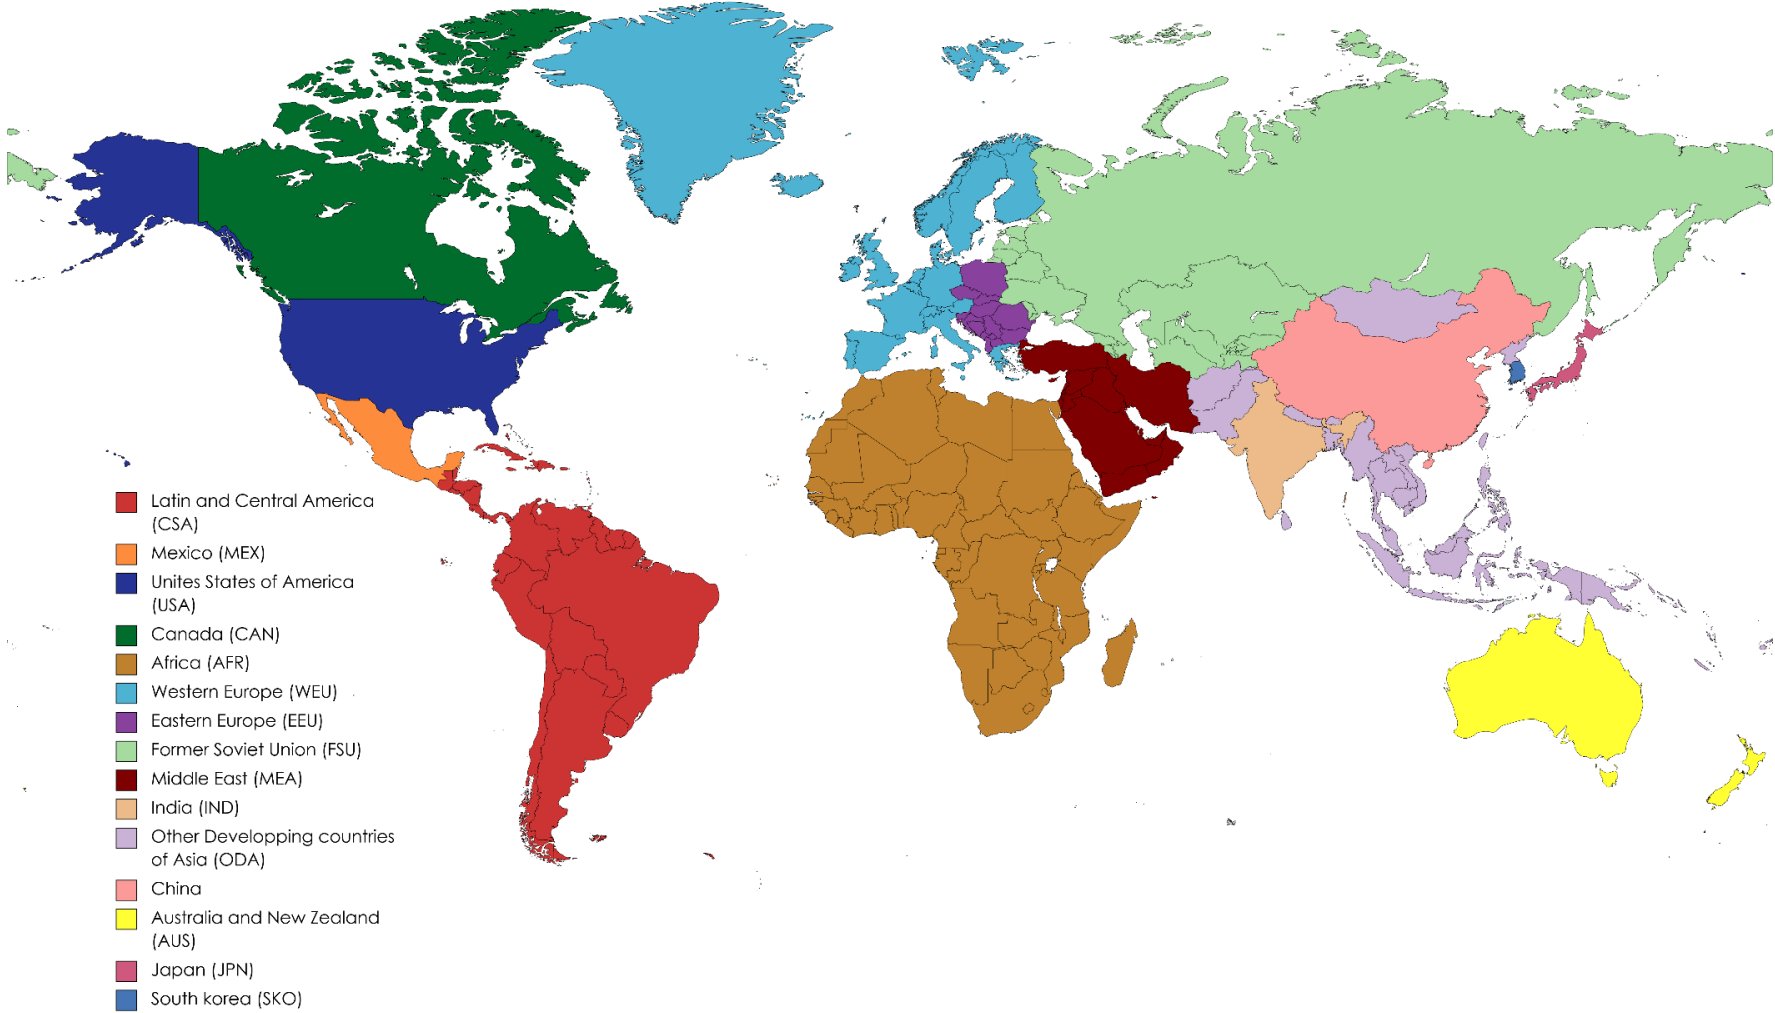 Latin and Central America
(CSA)
Mexico (MEX)
Unites States of America
(USA)
Canada (CAN)
Africa (AFR)
Western Europe (WEU)
Eastern Europe (EEU)
Former Soviet Union (FSU)
Middle East (MEA)
India (IND)
Other Developping countries
of Asia (ODA)
China
Australia and New Zealand
(AUS)
Japan (JPN)
South korea (SKO)